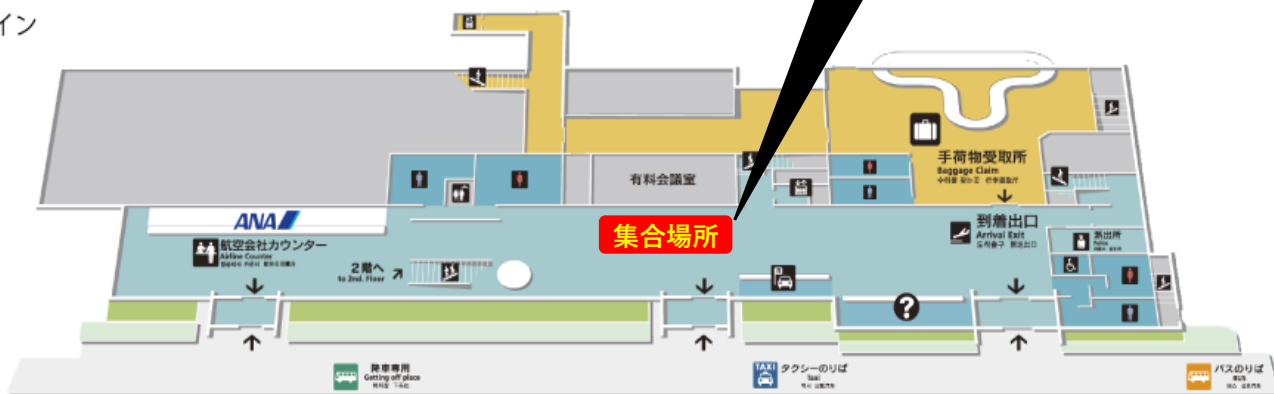 イン
手荷物受取所
Baggage Claim
有料会議室
ANA
集合場所
到着出口
Arrival Exit
航空会社カウンター
Airline Counter
派出所
Police
2階へ
to 2nd. Floor
?
降車専用
Getting off place
TAXI
タクシーのりば
Taxi
バスのりば
BUS